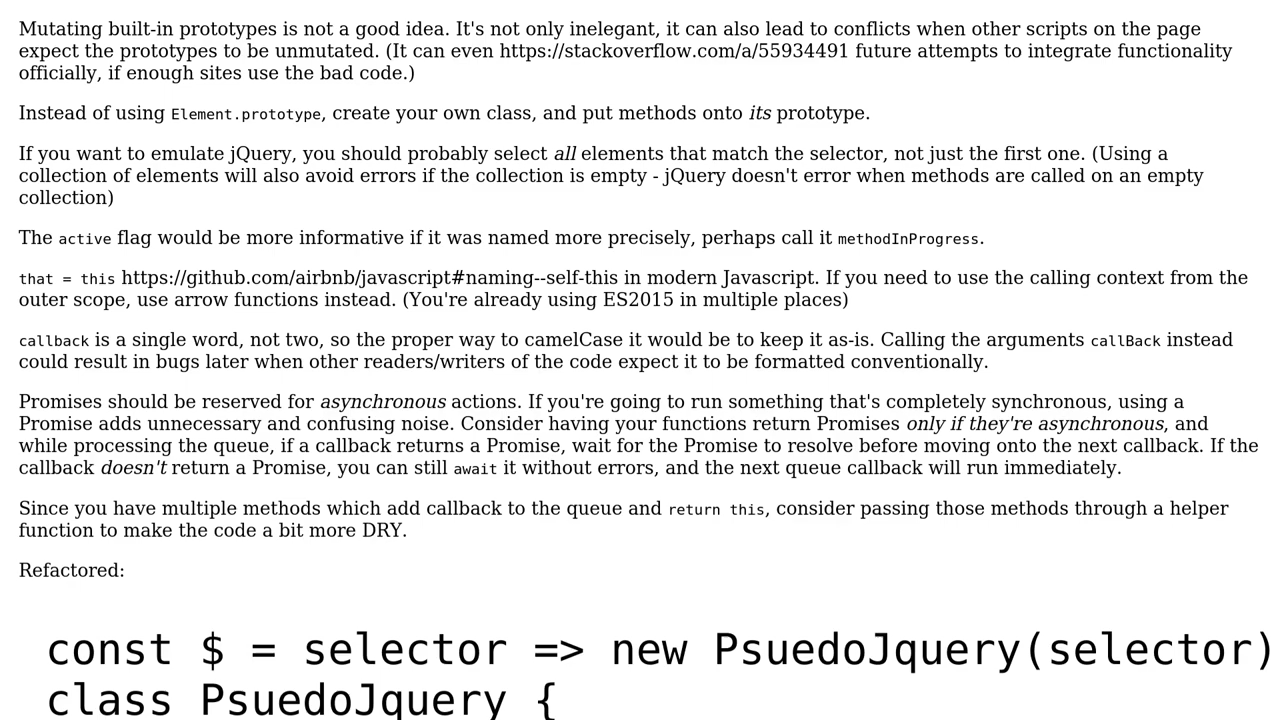 Mutating built-in prototypes is not a good idea. It's not only inelegant, it can also lead to conflicts when other scripts on the page
expect the prototypes to be unmutated. (It can even https://stackoverflow.com/a/55934491 future attempts to integrate functionality
officially, if enough sites use the bad code.)
Instead of using Element.prototype, create your own class, and put methods onto its prototype.
If you want to emulate jQuery, you should probably select all elements that match the selector, not just the first one. (Using a
collection of elements will also avoid errors if the collection is empty - jQuery doesn't error when methods are called on an empty
collection)
The active flag would be more informative if it was named more precisely, perhaps call it methodInProgress.
that = this https://github.com/airbnb/javascript#naming--self-this in modern Javascript. If you need to use the calling context from the
outer scope, use arrow functions instead. (You're already using ES2015 in multiple places)
callback is a single word, not two, so the proper way to camelCase it would be to keep it as-is. Calling the arguments callBack instead
could result in bugs later when other readers/writers of the code expect it to be formatted conventionally.
Promises should be reserved for asynchronous actions. If you're going to run something that's completely synchronous, using a
Promise adds unnecessary and confusing noise. Consider having your functions return Promises only if they're asynchronous, and
while processing the queue, if a callback returns a Promise, wait for the Promise to resolve before moving onto the next callback. If the
callback doesn't return a Promise, you can still await it without errors, and the next queue callback will run immediately.
Since you have multiple methods which add callback to the queue and return this, consider passing those methods through a helper
function to make the code a bit more DRY.
Refactored:
const $ = selector => new PsuedoJquery(selector)
class PsuedoJquery {